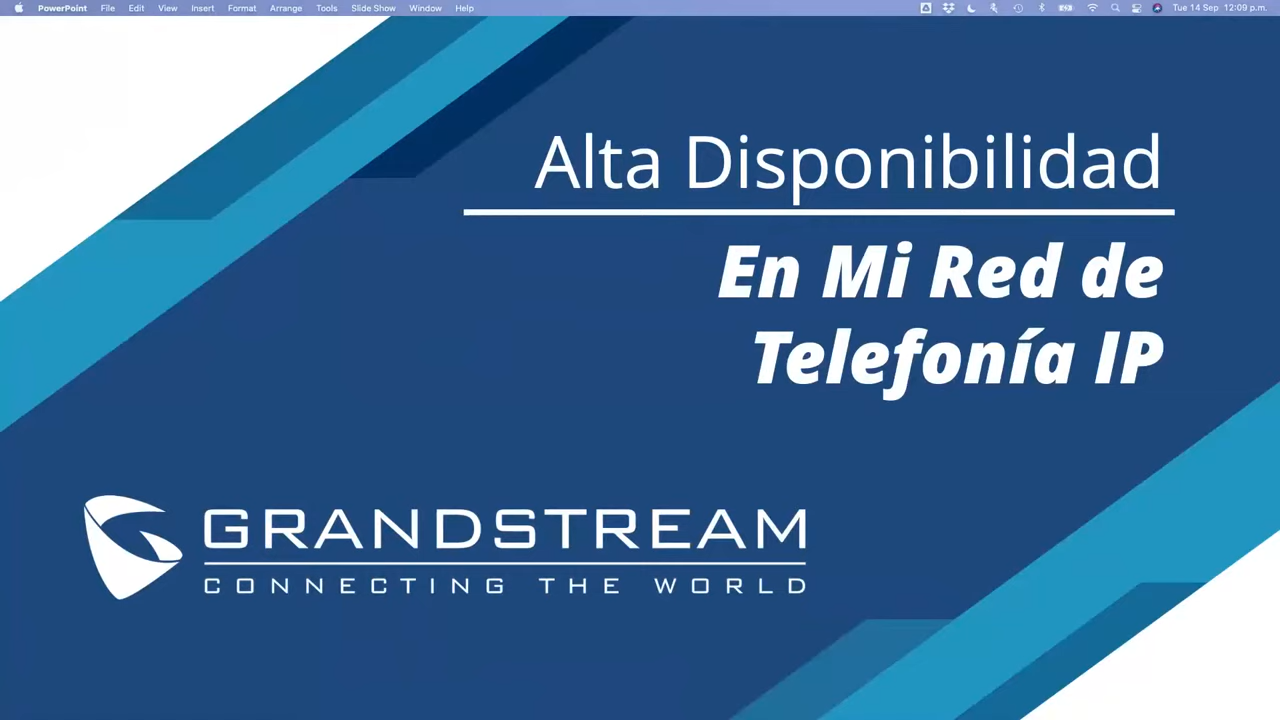 PowerPoint File Edit View Insert Format Arrange Tools Slide Show Window Help Tue 14 Sep 12:09 p.m.
Alta Disponibilidad
En Mi Red de
Telefonía IP
GRANDSTREAM
CONNECTING THE WORLD